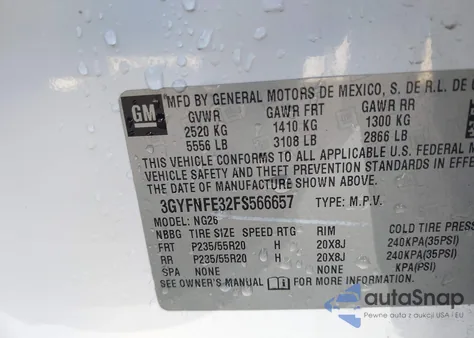 GM
MFD BY GENERAL MOTORS DE MEXICO, S. DE R.L. DE
GVWR GAWR FRT GAWR RR
2520 KG 1410 KG 1300 KG
5556 LB 3108 LB 2866 LB
THIS VEHICLE CONFORMS TO ALL APPLICABLE U.S. FEDERAL MOTOR
VEHICLE SAFETY AND THEFT PREVENTION STANDARDS IN EFFECT
DATE OF MANUFACTURE SHOWN ABOVE.
3GYFNFE32FS566657 TYPE: M.P.V.
MODEL: NG26
NBBG TIRE SIZE SPEED RTG RIM COLD TIRE PRES
FRT P235/55R20 H 20X8J 240KPA(35PSI)
RR P235/55R20 H 20X8J 240KPA(35PSI)
SPA NONE NONE NONE KPA(PSI)
SEE OWNER'S MANUAL FOR MORE INFORMATION.
autoSnap
Pewne auta z aukcji USA i EU